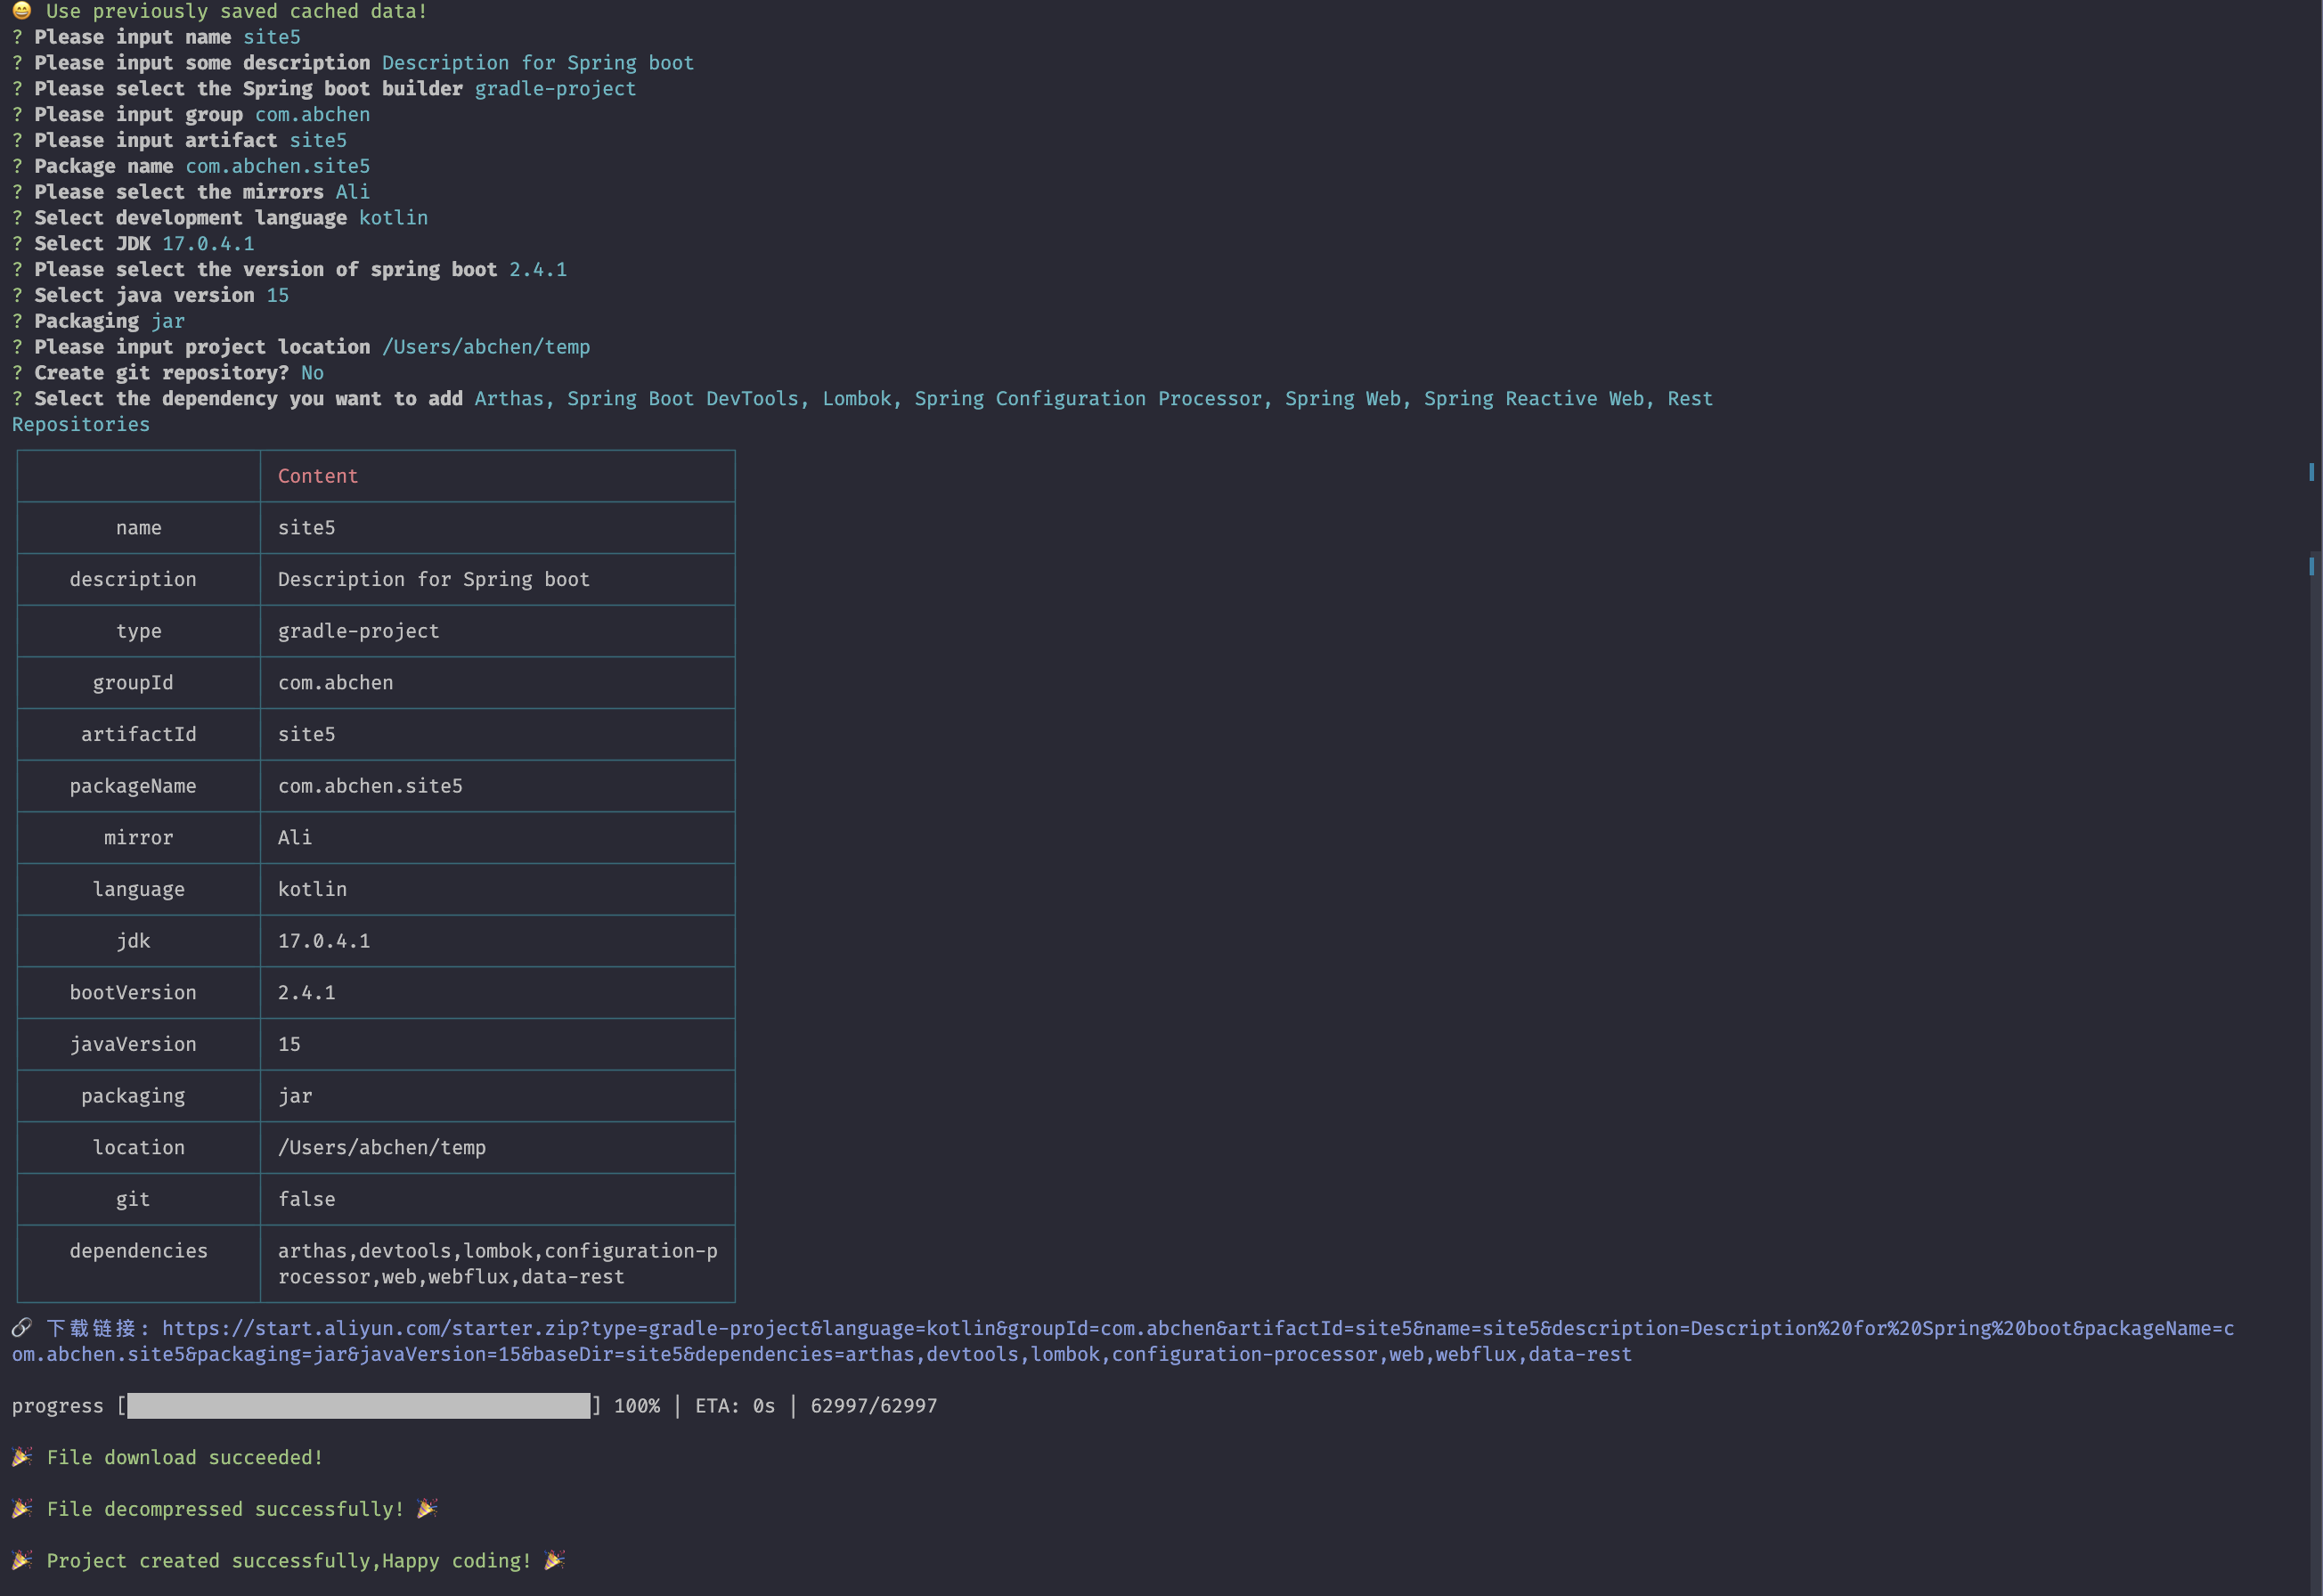 😄 Use previously saved cached data!
? Please input name site5
? Please input some description Description for Spring boot
? Please select the Spring boot builder gradle-project
? Please input group com.abchen
? Please input artifact site5
? Package name com.abchen.site5
? Please select the mirrors Ali
? Select development language kotlin
? Select JDK 17.0.4.1
? Please select the version of spring boot 2.4.1
? Select java version 15
? Packaging jar
? Please input project location /Users/abchen/temp
? Create git repository? No
? Select the dependency you want to add Arthas, Spring Boot DevTools, Lombok, Spring Configuration Processor, Spring Web, Spring Reactive Web, Rest
Repositories
Content
name site5
description Description for Spring boot
type gradle-project
groupId com.abchen
artifactId site5
packageName com.abchen.site5
mirror Ali
language kotlin
jdk 17.0.4.1
bootVersion 2.4.1
javaVersion 15
packaging jar
location /Users/abchen/temp
git false
dependencies arthas,devtools,lombok,configuration-p
rocessor,web,webflux,data-rest
🔗 下载链接: https://start.aliyun.com/starter.zip?type=gradle-project&language=kotlin&groupId=com.abchen&artifactId=site5&name=site5&description=Description%20for%20Spring%20boot&packageName=c
om.abchen.site5&packaging=jar&javaVersion=15&baseDir=site5&dependencies=arthas,devtools,lombok,configuration-processor,web,webflux,data-rest
progress [████████████████████████████████████████] 100% | ETA: 0s | 62997/62997
🎉 File download succeeded!
🎉 File decompressed successfully! 🎉
🎉 Project created successfully,Happy coding! 🎉